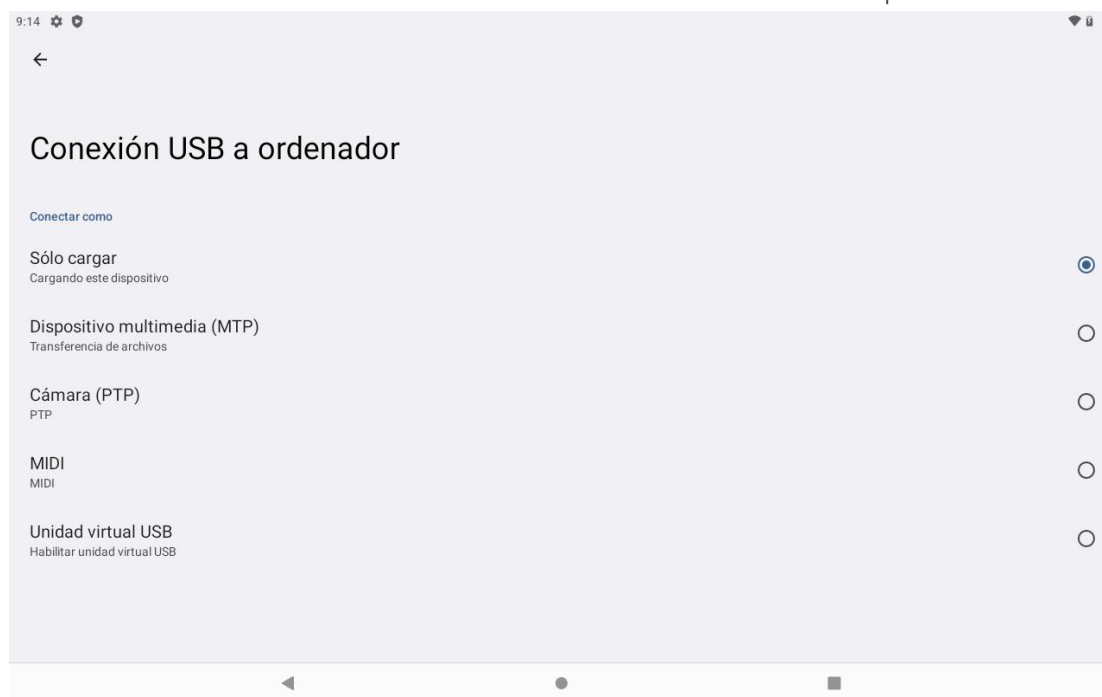 9:14
Conexión USB a ordenador
Conectar como
Sólo cargar
Cargando este dispositivo
Dispositivo multimedia (MTP)
Transferencia de archivos
Cámara (PTP)
PTP
MIDI
MIDI
Unidad virtual USB
Habilitar unidad virtual USB